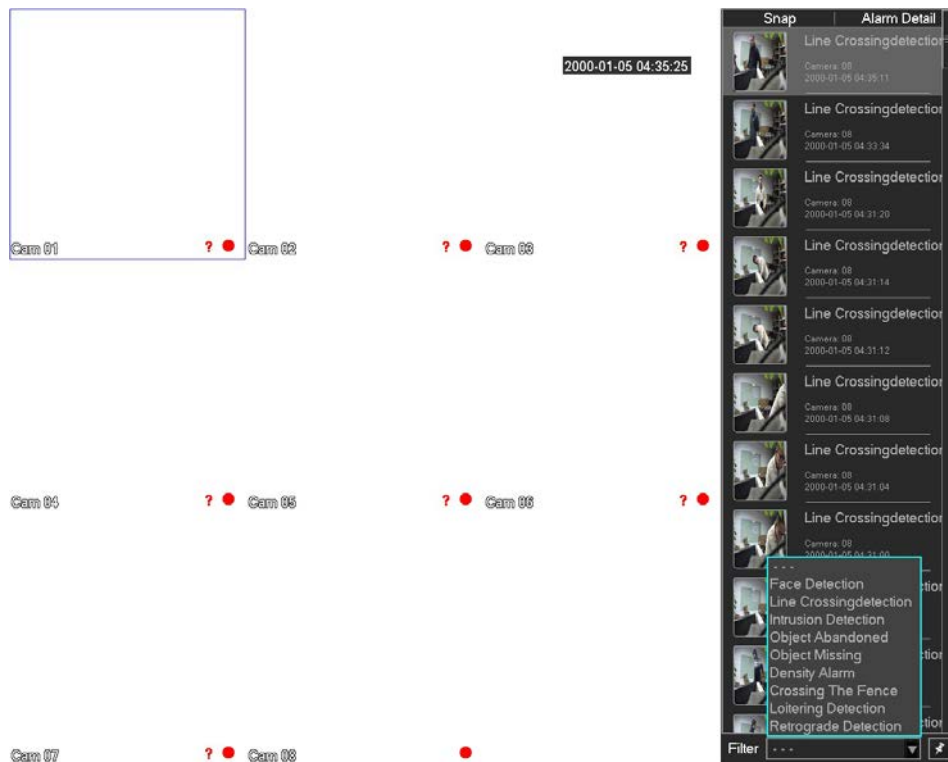 2000-01-05 04:35:25
Cam 01
?
Cam 02
?
Cam 03
?
Cam 04
?
Cam 05
?
Cam 06
?
Cam 07
?
Cam 08
Snap
Alarm Detail
Line Crossingdetection
Camera: 08
2000-01-05 04:35:11
Line Crossingdetection
Camera: 08
2000-01-05 04:33:34
Line Crossingdetection
Camera: 08
2000-01-05 04:31:20
Line Crossingdetection
Camera: 08
2000-01-05 04:31:14
Line Crossingdetection
Camera: 08
2000-01-05 04:31:12
Line Crossingdetection
Camera: 08
2000-01-05 04:31:08
Line Crossingdetection
Camera: 08
2000-01-05 04:31:04
Line Crossingdetection
Camera: 08
2000-01-05 04:31:00
- - -
Face Detection
Line Crossingdetection
Intrusion Detection
Object Abandoned
Object Missing
Density Alarm
Crossing The Fence
Loitering Detection
Retrograde Detection
tion
tion
tion
Filter
- - -